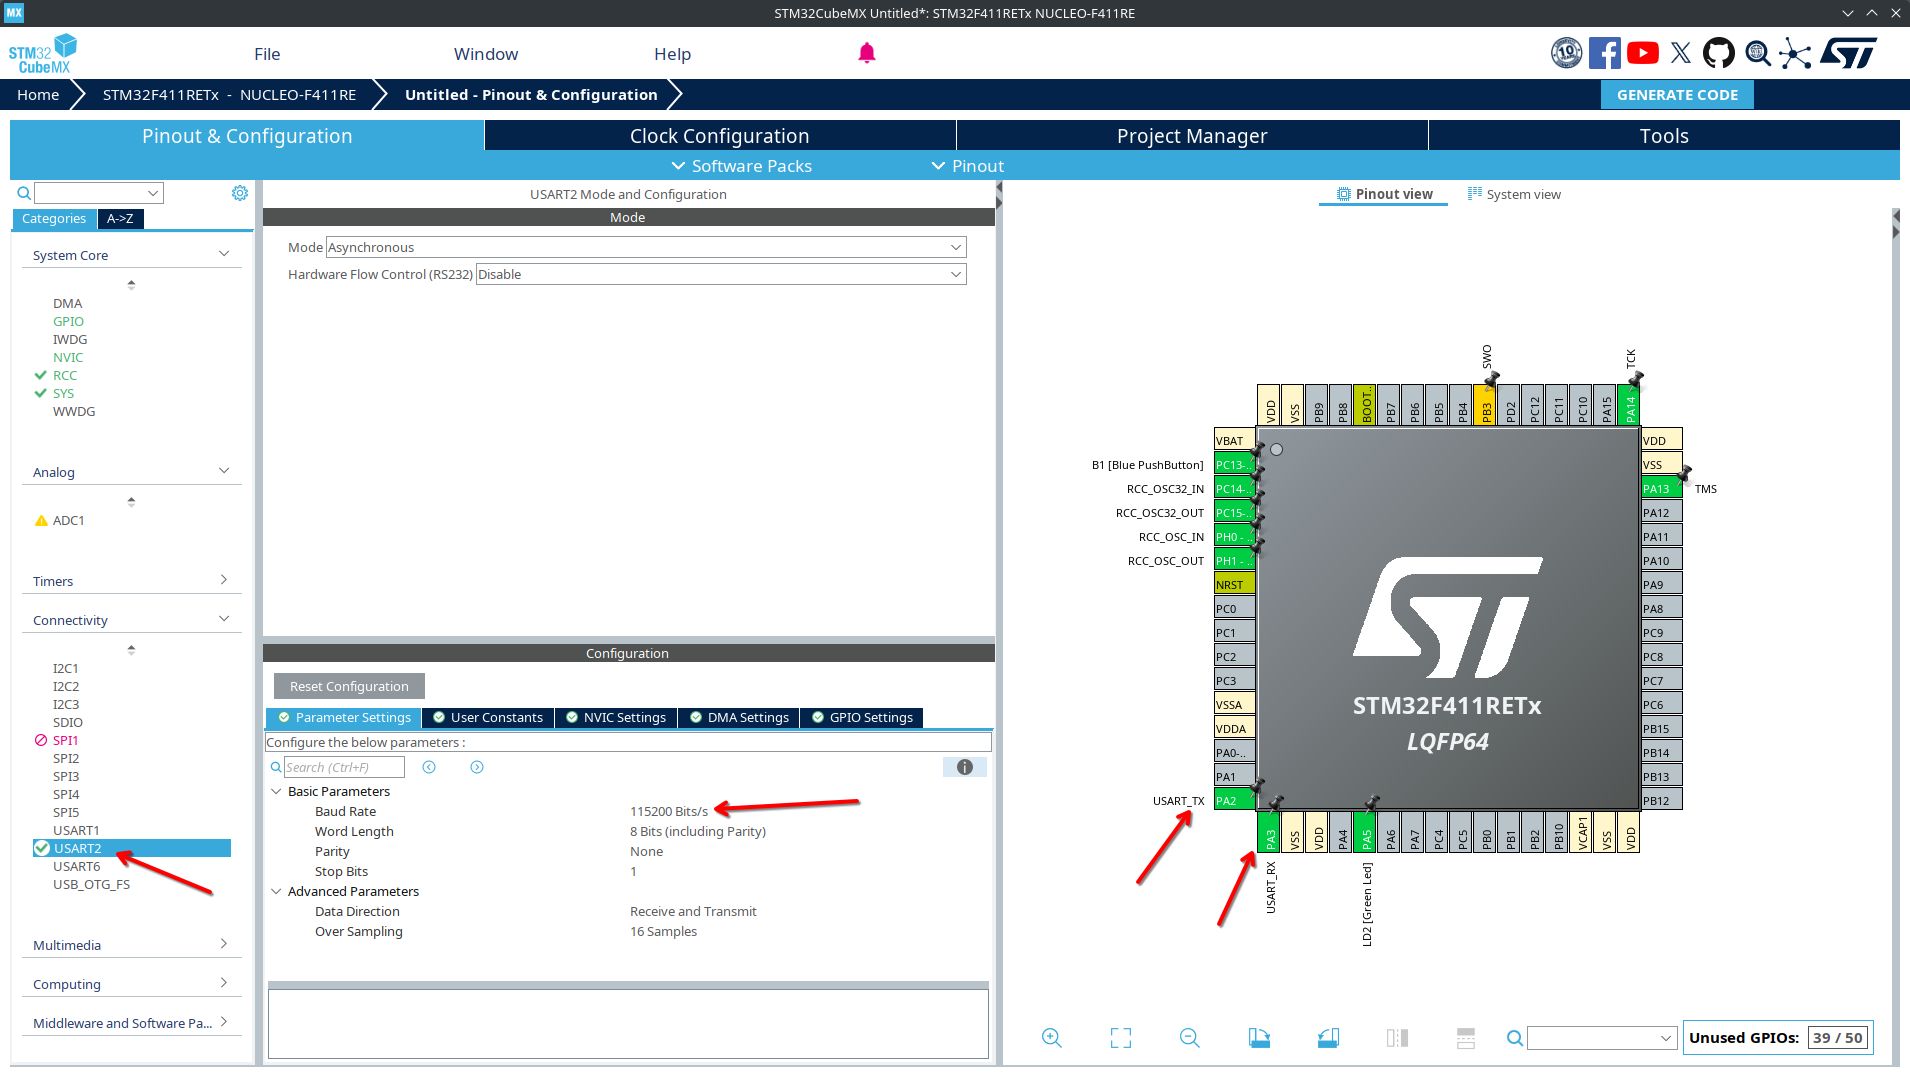 MX
STM32CubeMX Untitled*: STM32F411RETx NUCLEO-F411RE
STM32
CubeMX
File
Window
Help
10
Home
STM32F411RETx - NUCLEO-F411RE
Untitled - Pinout & Configuration
GENERATE CODE
Pinout & Configuration
Clock Configuration
Project Manager
Tools
Software Packs
Pinout
Categories
A->Z
System Core
DMA
GPIO
IWDG
NVIC
RCC
SYS
WWDG
Analog
ADC1
Timers
Connectivity
I2C1
I2C2
I2C3
SDIO
SPI1
SPI2
SPI3
SPI4
SPI5
USART1
USART2
USART6
USB_OTG_FS
Multimedia
Computing
Middleware and Software Pa...
USART2 Mode and Configuration
Mode
Mode Asynchronous
Hardware Flow Control (RS232) Disable
Configuration
Reset Configuration
Parameter Settings
User Constants
NVIC Settings
DMA Settings
GPIO Settings
Configure the below parameters :
Search (Ctrl+F)
Basic Parameters
Baud Rate 115200 Bits/s
Word Length 8 Bits (including Parity)
Parity None
Stop Bits 1
Advanced Parameters
Data Direction Receive and Transmit
Over Sampling 16 Samples
Pinout view
System view
SWO
TCK
VDD
VSS
PB9
PB8
BOOT..
PB7
PB6
PB5
PB4
PB3
PD2
PC12
PC11
PC10
PA15
PA14
VBAT
B1 [Blue PushButton] PC13-..
RCC_OSC32_IN PC14-..
RCC_OSC32_OUT PC15-..
RCC_OSC_IN PH0 - ..
RCC_OSC_OUT PH1 - ..
NRST
PC0
PC1
PC2
PC3
VSSA
VDDA
PA0-..
PA1
USART_TX PA2
VDD
VSS
PA13 TMS
PA12
PA11
PA10
PA9
PA8
PC9
PC8
PC7
PC6
PB15
PB14
PB13
PB12
STM32F411RETx
LQFP64
PA3
VSS
VDD
PA4
PA5
PA6
PA7
PC4
PC5
PB0
PB1
PB2
PB10
VCAP1
VSS
VDD
USART_RX
LD2 [Green Led]
Unused GPIOs: 39 / 50